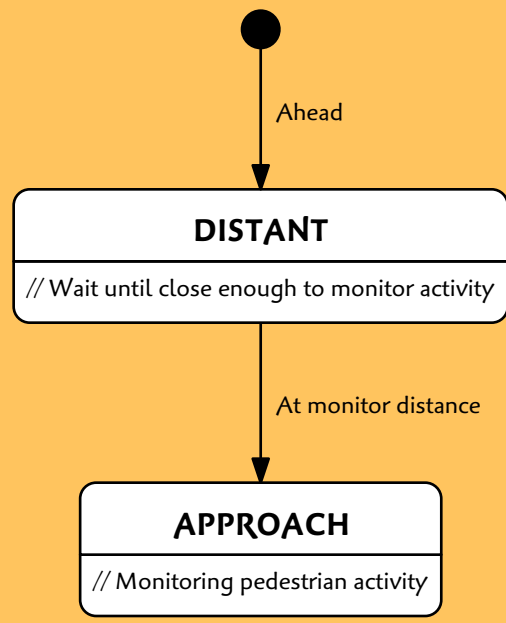 Ahead
DISTANT
// Wait until close enough to monitor activity
At monitor distance
APPROACH
// Monitoring pedestrian activity